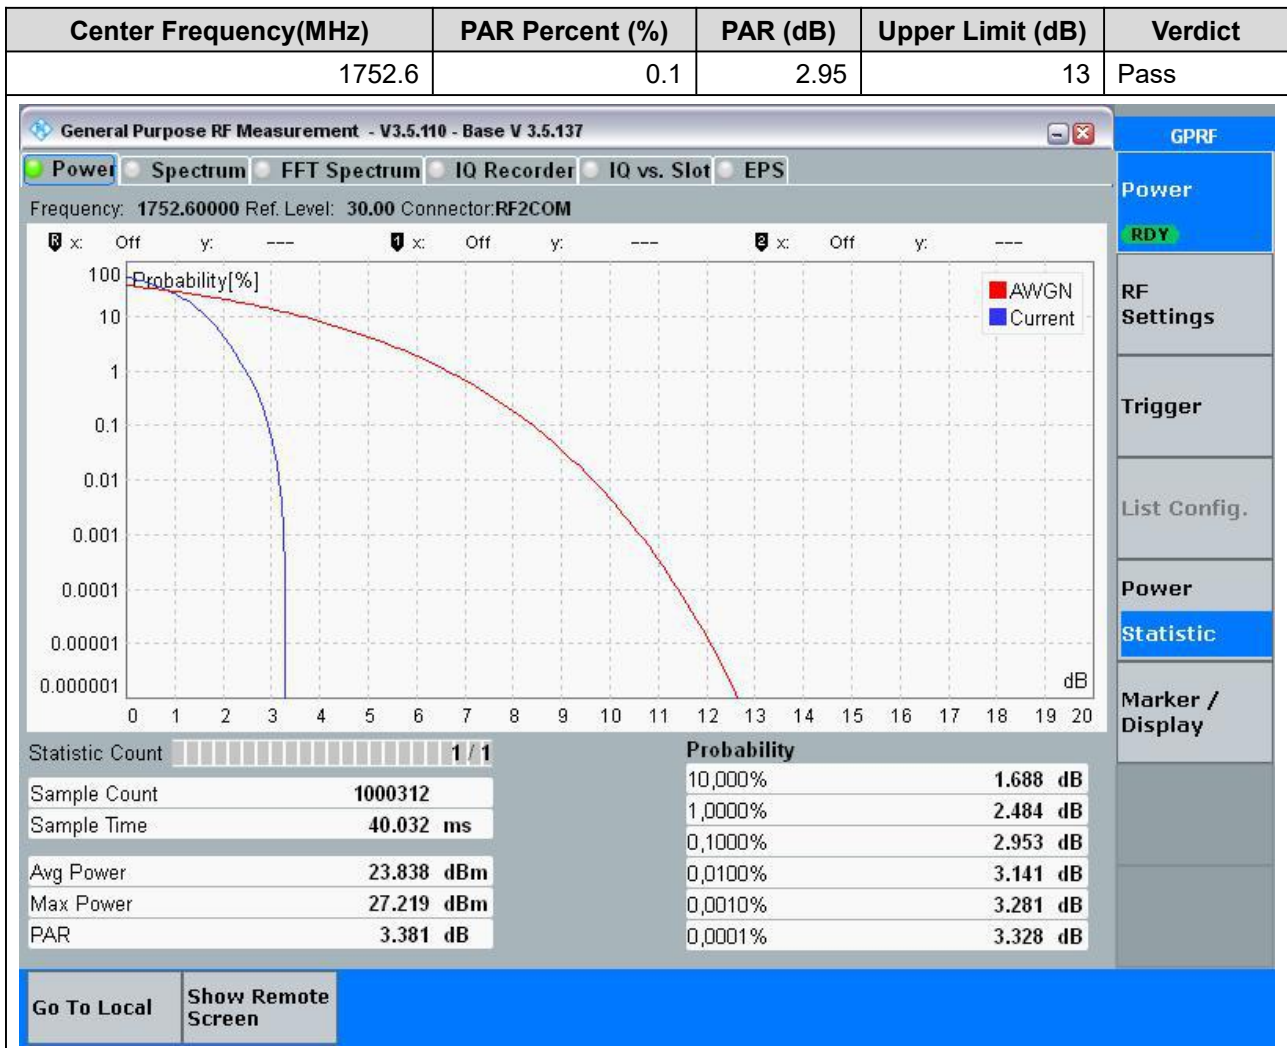 Center Frequency(MHz) PAR Percent (%) PAR (dB) Upper Limit (dB) Verdict
1752.6 0.1 2.95 13 Pass
General Purpose RF Measurement - V3.5.110 - Base V 3.5.137
GPRF
Power Spectrum FFT Spectrum IQ Recorder IQ vs. Slot EPS
Power
RDY
Frequency: 1752.60000 Ref. Level: 30.00 Connector:RF2COM
R x: Off y: --- 1 x: Off y: --- 2 x: Off y: ---
Probability[%]
100
10
1
0.1
0.01
0.001
0.0001
0.00001
0.000001
AWGN
Current
dB
0 1 2 3 4 5 6 7 8 9 10 11 12 13 14 15 16 17 18 19 20
RF
Settings
Trigger
List Config.
Power
Statistic
Marker /
Display
Statistic Count 1 / 1
Sample Count 1000312
Sample Time 40.032 ms
Avg Power 23.838 dBm
Max Power 27.219 dBm
PAR 3.381 dB
Probability
10,000% 1.688 dB
1,0000% 2.484 dB
0,1000% 2.953 dB
0,0100% 3.141 dB
0,0010% 3.281 dB
0,0001% 3.328 dB
Go To Local
Show Remote
Screen